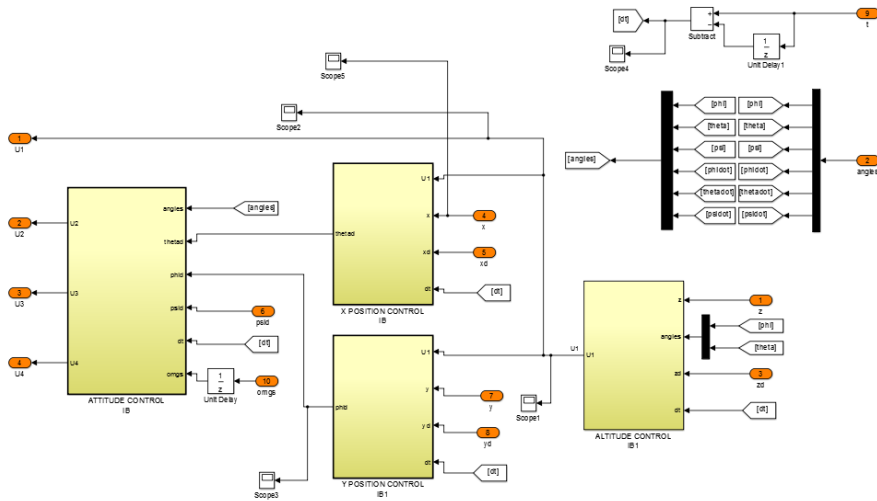 9
t
[dt]
+
−
Subtract
1
z
Unit Delay1
Scope4
Scope5
Scope2
[phi] [phi]
[theta] [theta]
[psi] [psi]
[phidot] [phidot]
[thetadot] [thetadot]
[psidot] [psidot]
[angles]
2
angles
1
U1
angles
thetad
phid
psid
dt
omgs
U2
U3
U4
ATTITUDE CONTROL
IB
2
U2
3
U3
4
U4
[angles]
6
psid
[dt]
1
z
Unit Delay
10
omgs
U1
x
xd
dt
thetad
X POSITION CONTROL
IB
4
x
5
xd
[dt]
U1
y
yd
dt
phid
Y POSITION CONTROL
IB1
7
y
8
yd
[dt]
Scope3
Scope1
U1
U1
z
angles
zd
dt
ALTITUDE CONTROL
IB1
1
z
[phi]
[theta]
3
zd
[dt]